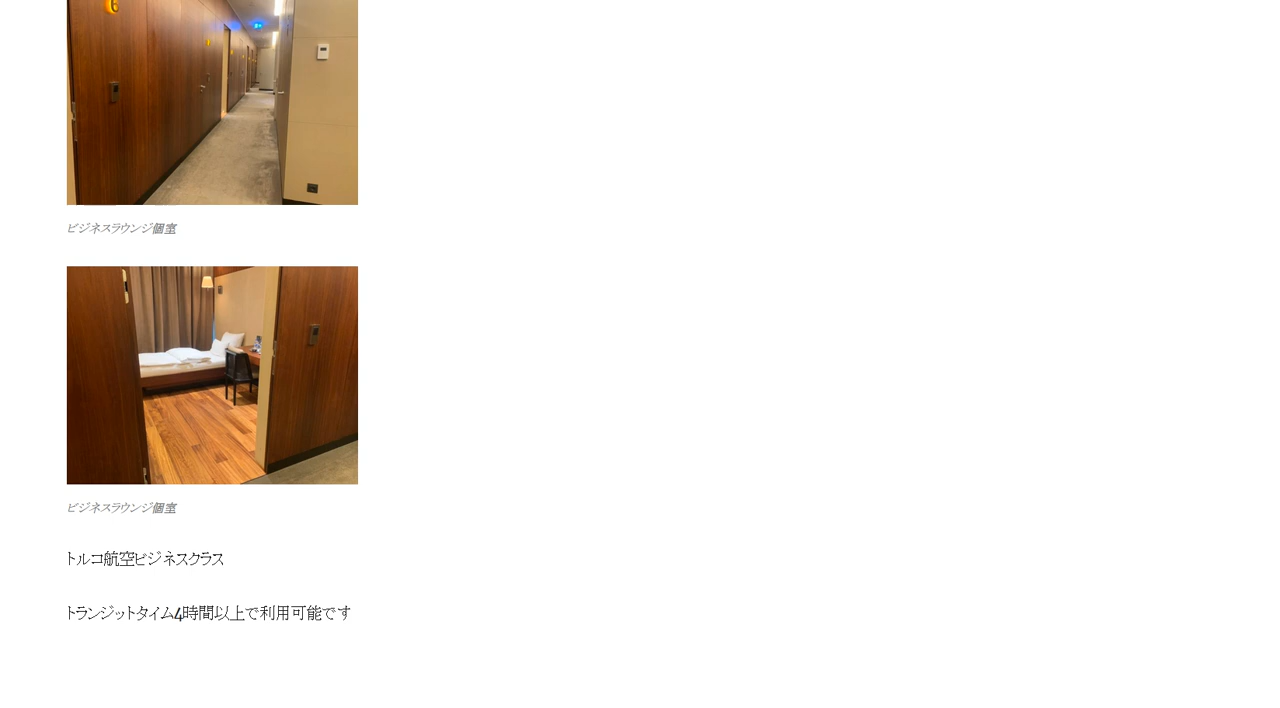 ビジネスラウンジ個室
ビジネスラウンジ個室
トルコ航空ビジネスクラス
トランジットタイム4時間以上で利用可能です